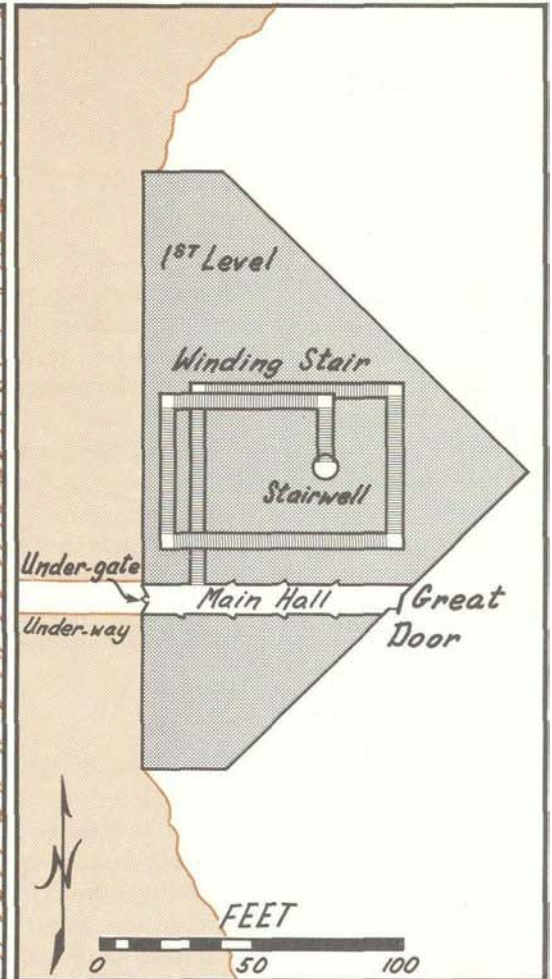 1ST Level
Winding Stair
Stairwell
Under-gate
Main Hall
Great
Door
Under-way
N
FEET
0 50 100